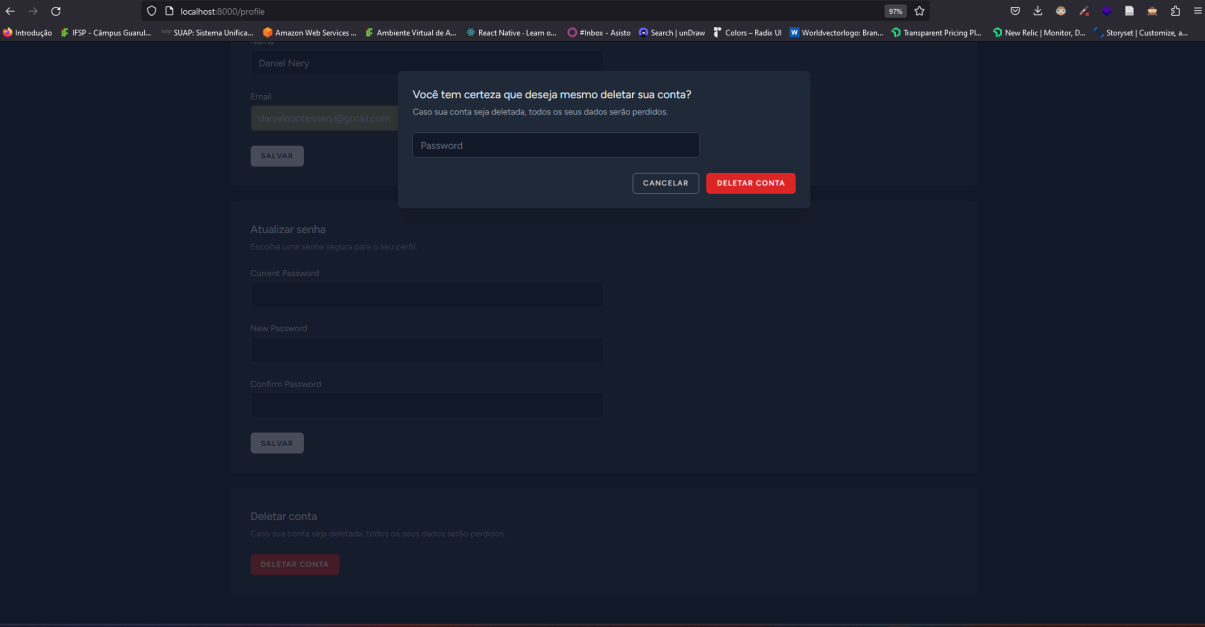 localhost:8000/profile
97%
Introdução
IFSP - Câmpus Guarul...
SUAP: Sistema Unifica...
Amazon Web Services ...
Ambiente Virtual de A...
React Native - Learn o...
#Inbox - Asisto
Search | unDraw
Colors – Radix UI
Worldvectorlogo: Bran...
Transparent Pricing Pl...
New Relic | Monitor, D...
Storyset | Customize, a...
Name
Daniel Nery
Email
danielpontesnery@gmail.com
SALVAR
Você tem certeza que deseja mesmo deletar sua conta?
Caso sua conta seja deletada, todos os seus dados serão perdidos.
Password
CANCELAR
DELETAR CONTA
Atualizar senha
Escolha uma senha segura para o seu perfil.
Current Password
New Password
Confirm Password
SALVAR
Deletar conta
Caso sua conta seja deletada, todos os seus dados serão perdidos.
DELETAR CONTA